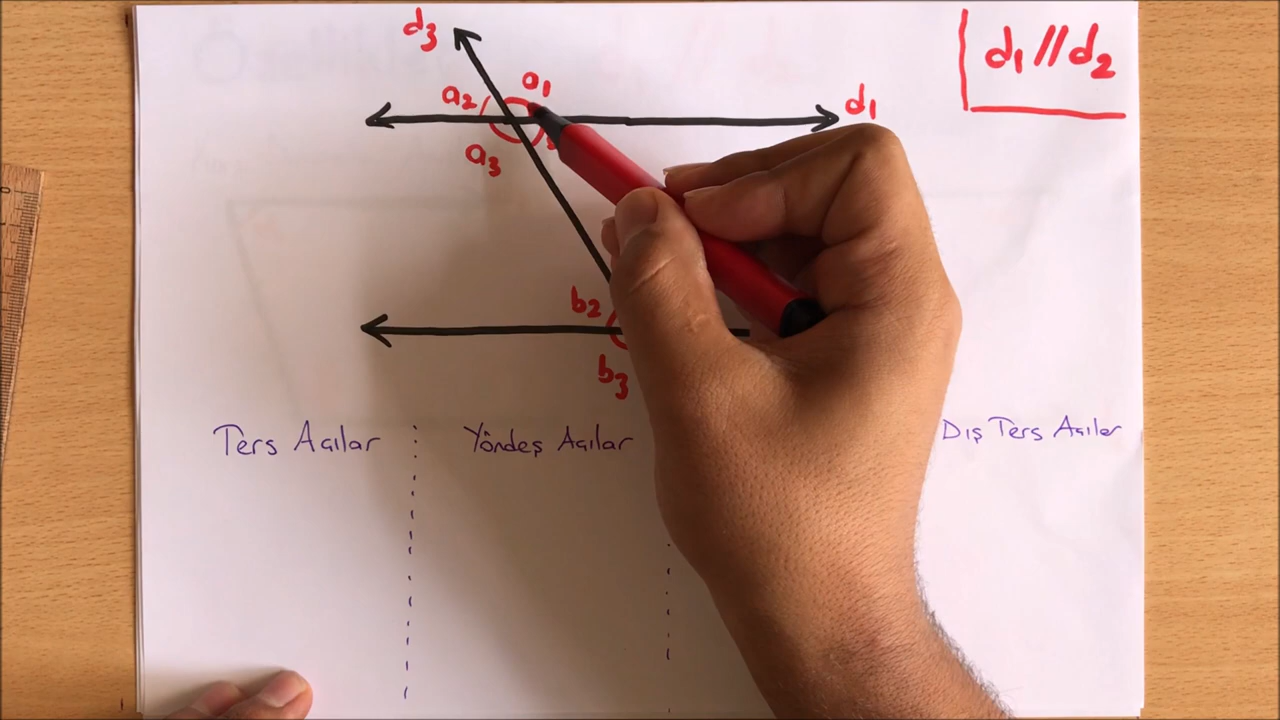 d3
a1
d1 // d2
a2
d1
a3
b2
b3
Ters Açılar
Yöndeş Açılar
Dış Ters Açılar